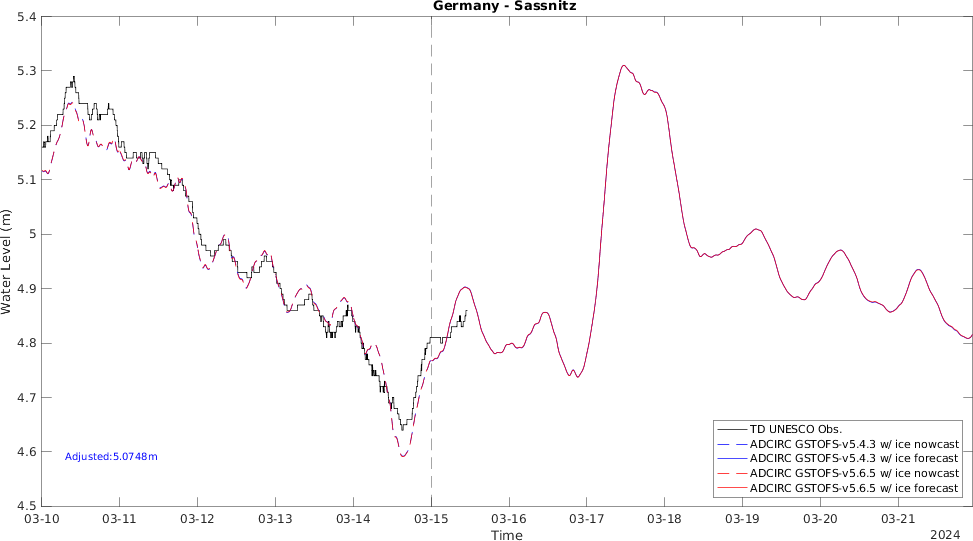 Germany - Sassnitz
5.4
5.3
5.2
5.1
5
4.9
4.8
4.7
4.6
4.5
Water Level (m)
Adjusted:5.0748m
TD UNESCO Obs.
ADCIRC GSTOFS-v5.4.3 w/ ice nowcast
ADCIRC GSTOFS-v5.4.3 w/ ice forecast
ADCIRC GSTOFS-v5.6.5 w/ ice nowcast
ADCIRC GSTOFS-v5.6.5 w/ ice forecast
03-10 03-11 03-12 03-13 03-14 03-15 03-16 03-17 03-18 03-19 03-20 03-21
Time
2024